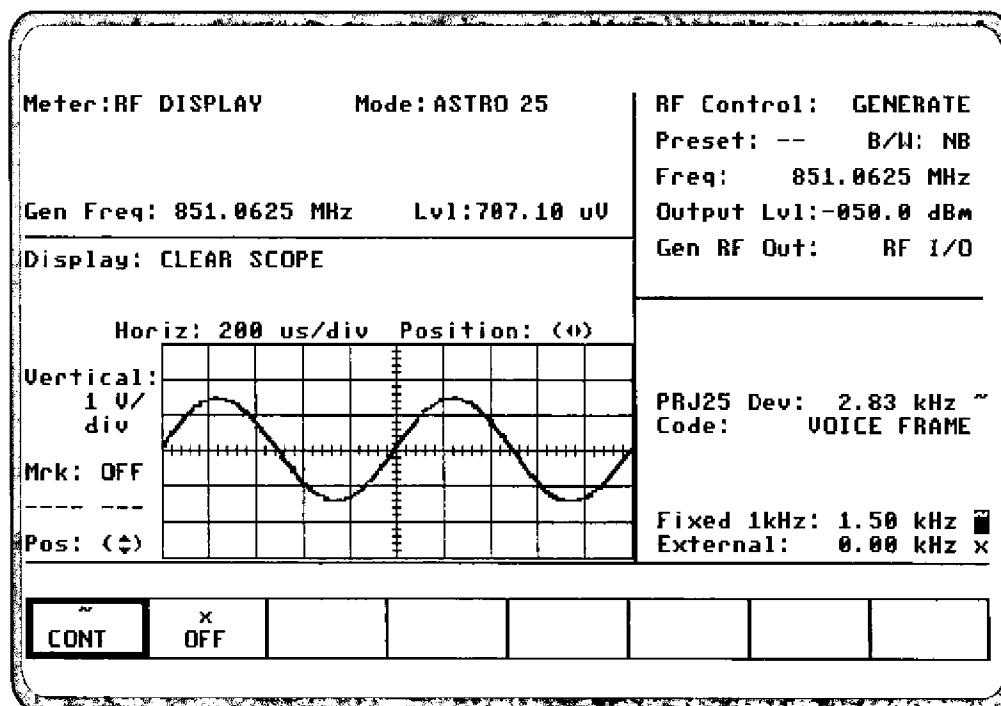 Meter:RF DISPLAY Mode:ASTRO 25
Gen Freq: 851.0625 MHz Lvl:707.10 uV
RF Control: GENERATE
Preset: -- B/W: NB
Freq: 851.0625 MHz
Output Lvl:-050.0 dBm
Gen RF Out: RF I/O
Display: CLEAR SCOPE
Horiz: 200 us/div Position: (◂▸)
Vertical:
1 V/
div
Mrk: OFF
---- ---
Pos: (▴▾)
PRJ25 Dev: 2.83 kHz ~
Code: VOICE FRAME
Fixed 1kHz: 1.50 kHz ~
External: 0.00 kHz x
~
CONT
x
OFF